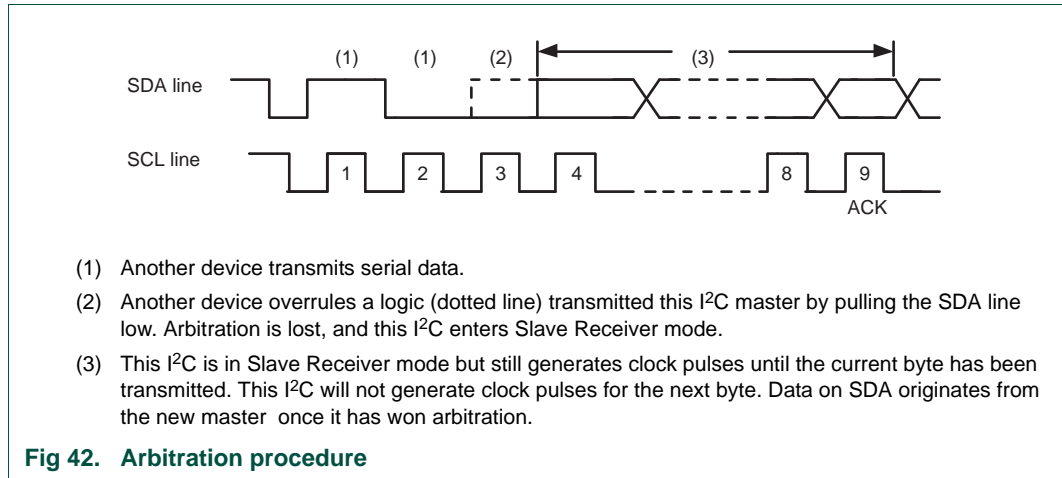 (1) (1) (2) (3)
SDA line
SCL line
1 2 3 4 8 9
ACK
(1) Another device transmits serial data.
(2) Another device overrules a logic (dotted line) transmitted this I2C master by pulling the SDA line
low. Arbitration is lost, and this I2C enters Slave Receiver mode.
(3) This I2C is in Slave Receiver mode but still generates clock pulses until the current byte has been
transmitted. This I2C will not generate clock pulses for the next byte. Data on SDA originates from
the new master once it has won arbitration.
Fig 42. Arbitration procedure